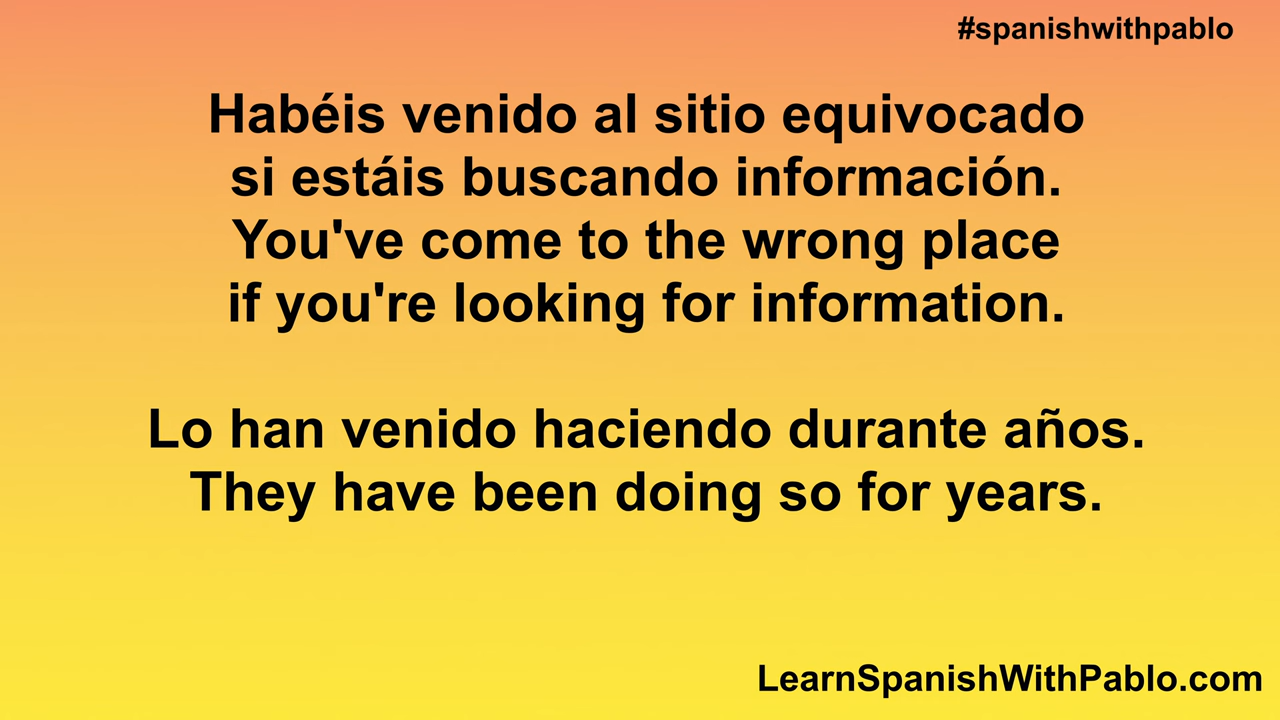 #spanishwithpablo
Habéis venido al sitio equivocado
si estáis buscando información.
You've come to the wrong place
if you're looking for information.
Lo han venido haciendo durante años.
They have been doing so for years.
LearnSpanishWithPablo.com